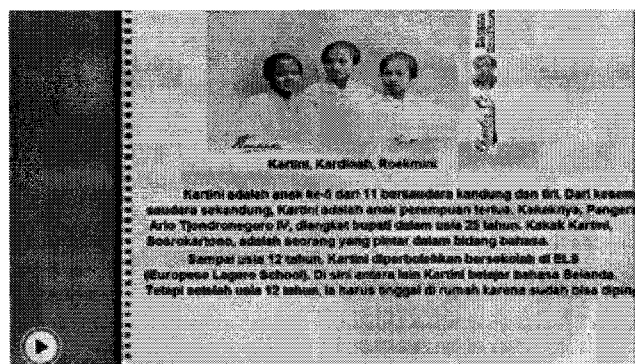 Kartini, Kardinah, Roekmini
Kartini adalah anak ke-5 dari 11 bersaudara kandung dan tiri. Dari
saudara sekandung, Kartini adalah anak perempuan tertua. Kakeknya,
Ario Tjondronegoro IV, diangkat bupati dalam usia 25 tahun. Kakak Kartini,
Sosrokartono, adalah seorang yang pintar dalam bidang bahasa.
Sampai usia 12 tahun, Kartini diperbolehkan bersekolah di ELS
(Europese Lagere School). Di sini antara lain Kartini belajar bahasa Belanda.
Tetapi setelah usia 12 tahun, ia harus tinggal di rumah karena sudah bisa